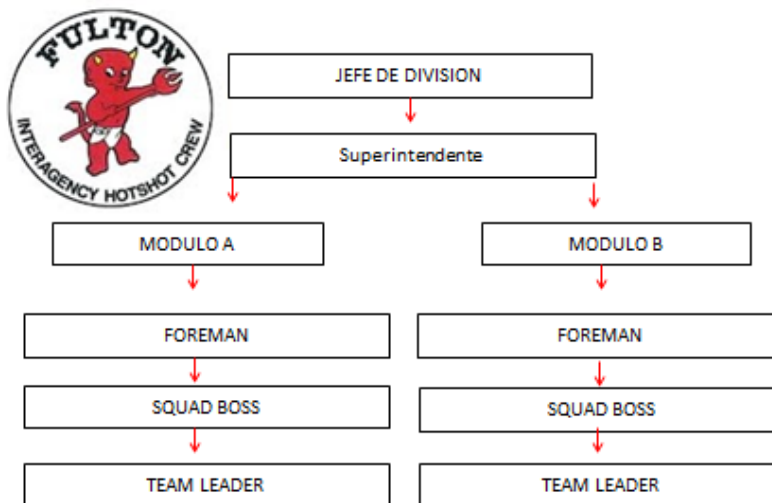 FULTON
INTERAGENCY HOTSHOT CREW
JEFE DE DIVISION
Superintendente
MODULO A
MODULO B
FOREMAN
FOREMAN
SQUAD BOSS
SQUAD BOSS
TEAM LEADER
TEAM LEADER